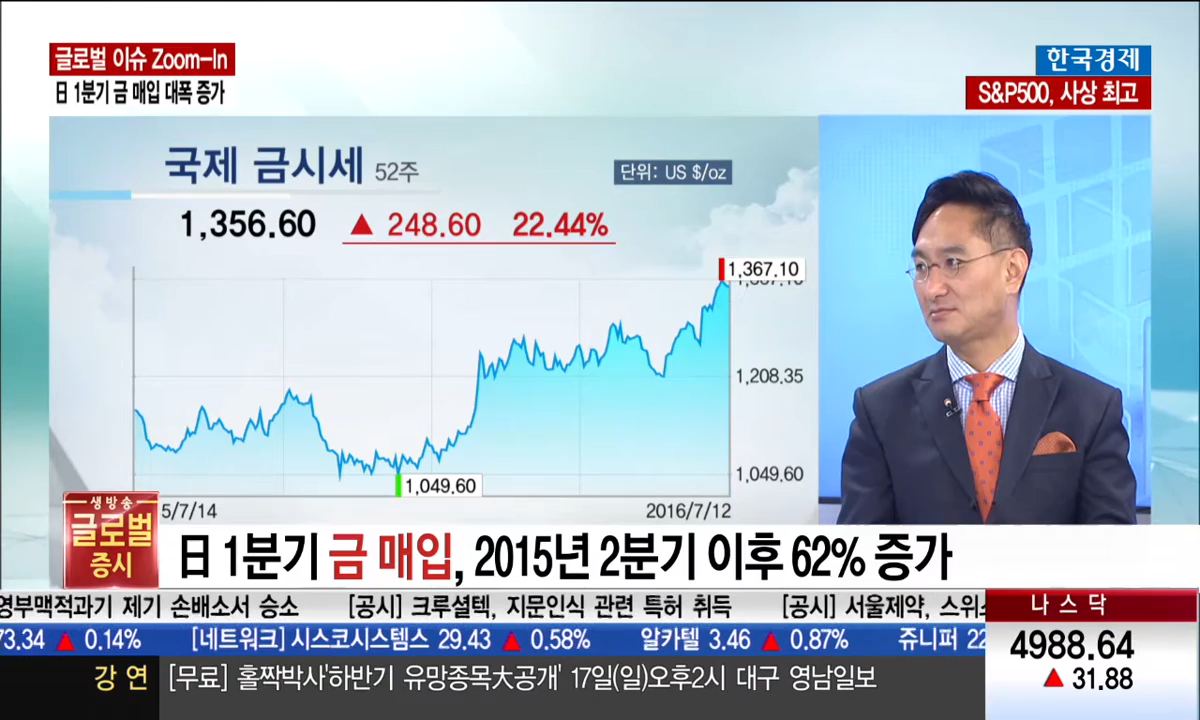 글로벌 이슈 Zoom-In
日 1분기 금 매입 대폭 증가
한국경제
S&P500, 사상 최고
국제 금시세 52주
단위: US $/oz
1,356.60 ▲ 248.60 22.44%
1,367.10
1,208.35
1,049.60
1,049.60
5/7/14
2016/7/12
생방송
글로벌
증시
日 1분기 금 매입, 2015년 2분기 이후 62% 증가
영부맥적과기 제기 손배소서 승소 [공시] 크루셜텍, 지문인식 관련 특허 취득 [공시] 서울제약, 스위스
73.34 ▲ 0.14% [네트워크] 시스코시스템스 29.43 ▲ 0.58% 알카텔 3.46 ▲ 0.87% 쥬니퍼 22
강 연 [무료] 홀짝박사'하반기 유망종목大공개' 17일(일)오후2시 대구 영남일보
나 스 닥
4988.64
▲ 31.88